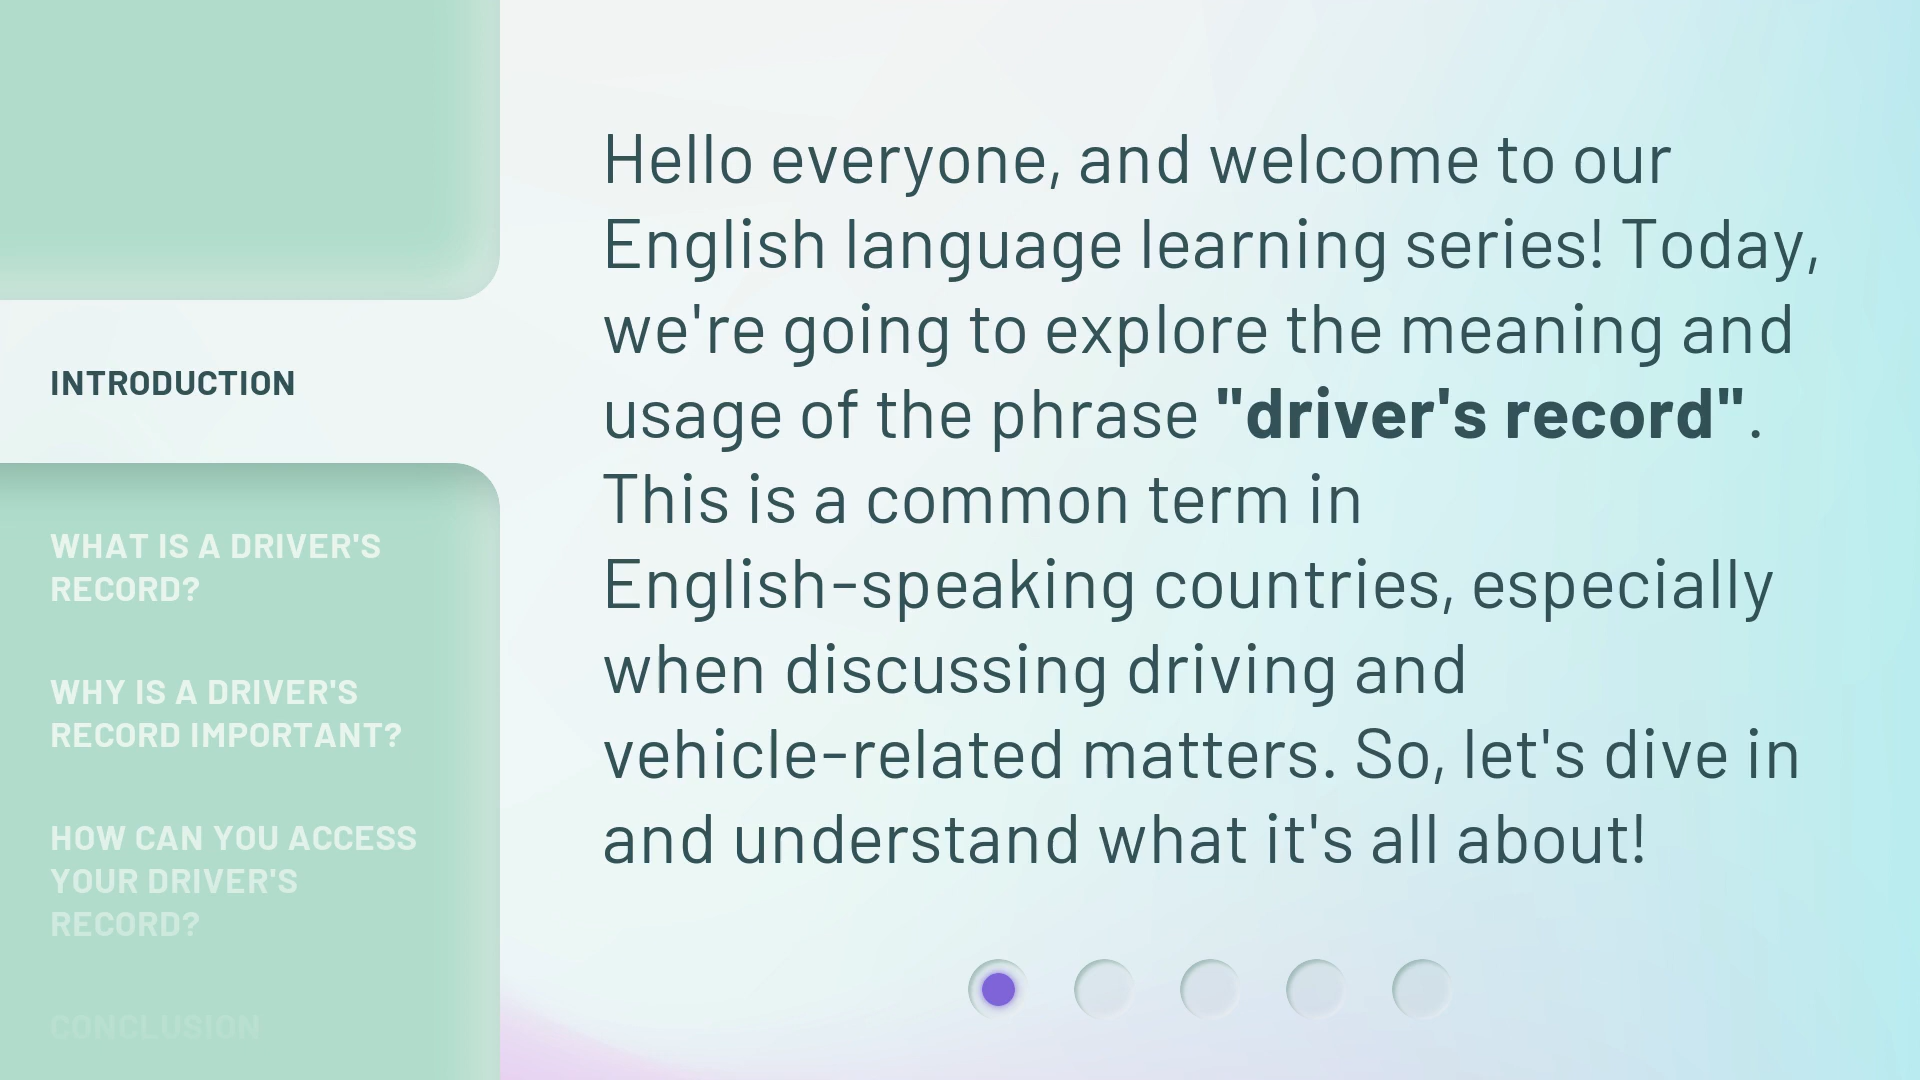 INTRODUCTION
WHAT IS A DRIVER'S
RECORD?
WHY IS A DRIVER'S
RECORD IMPORTANT?
HOW CAN YOU ACCESS
YOUR DRIVER'S
RECORD?
CONCLUSION
Hello everyone, and welcome to our
English language learning series! Today,
we're going to explore the meaning and
usage of the phrase "driver's record".
This is a common term in
English-speaking countries, especially
when discussing driving and
vehicle-related matters. So, let's dive in
and understand what it's all about!